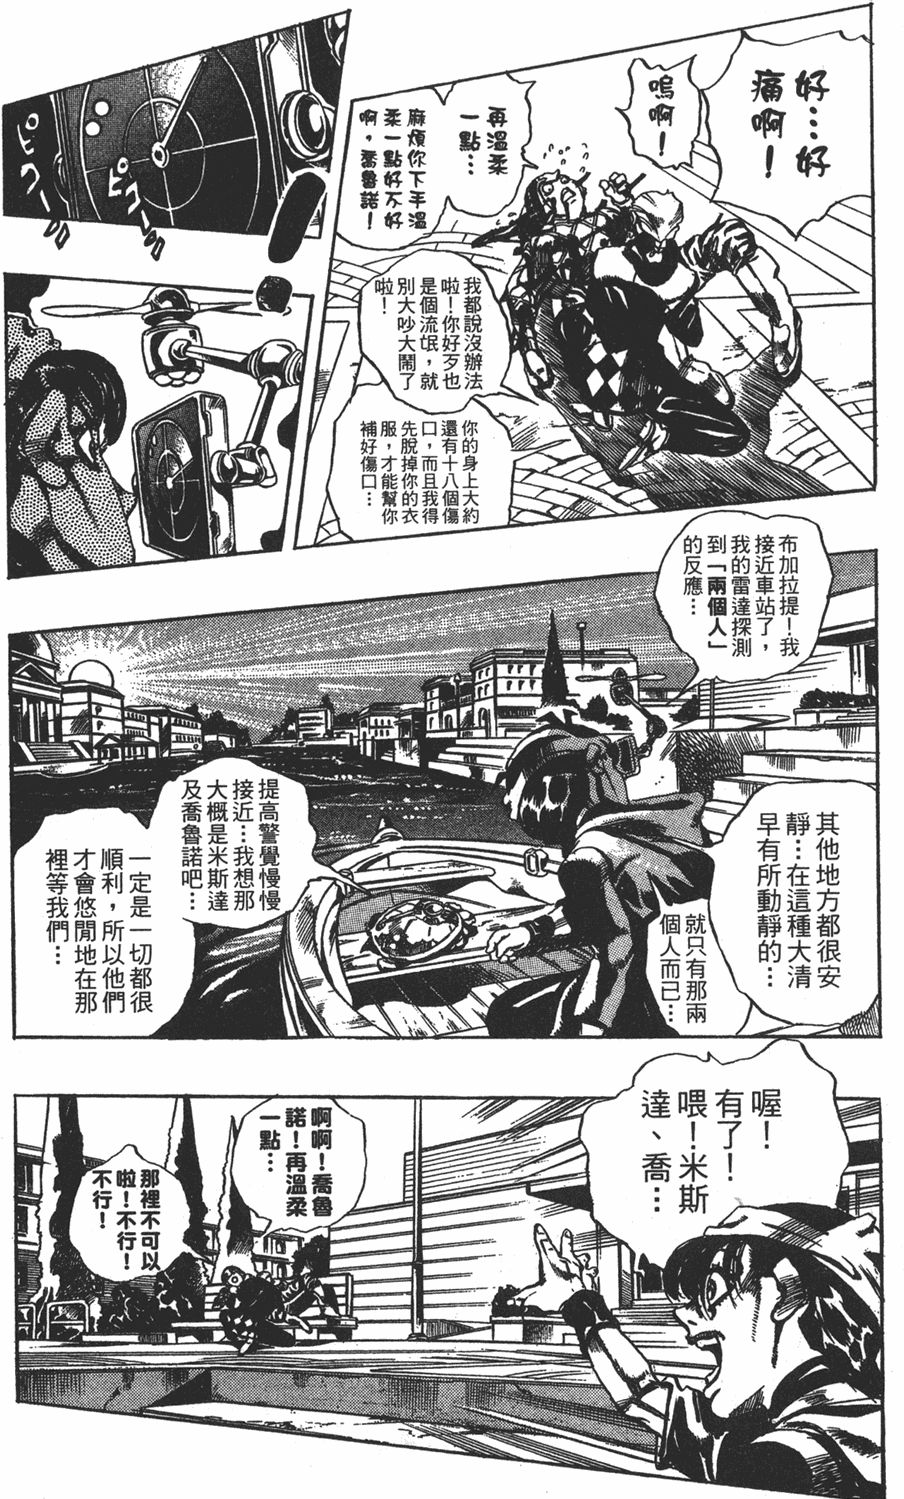 好…好
痛啊！
嗚啊！
再溫柔
一點…
麻煩你下手溫
柔一點好不好
啊，喬魯諾！
我都說沒辦法
啦！你好歹也
是個流氓，就
別大吵大鬧了
啦！
你的身上大約
還有十八個傷
口，而且我得
先脫掉你的衣
服，才能幫你
補好傷口…
ピコーン
ピコーン
布加拉提！我
接近車站了，
我的雷達探測
到「兩個人」
的反應…
其他地方都很安
靜…在這種大清
早有所動靜的…
就只有那兩
個人而已…
提高警覺慢慢
接近…我想那
大概是米斯達
及喬魯諾吧…
一定是一切都很
順利，所以他們
才會悠閒地在那
裡等我們…
喔！
有了！
喂！米斯
達、喬…
啊啊！喬魯
諾！再溫柔
一點…
那裡不可以
啦！不行！
不行！